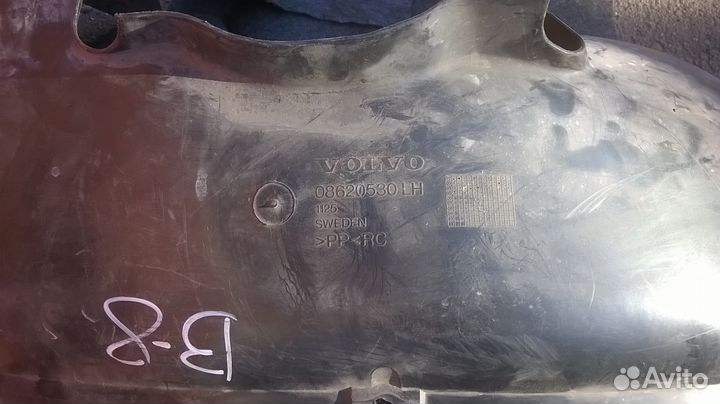 VOLVO
08620530 LH
1125
SWEDEN
>PP<RC
B-8
Avito